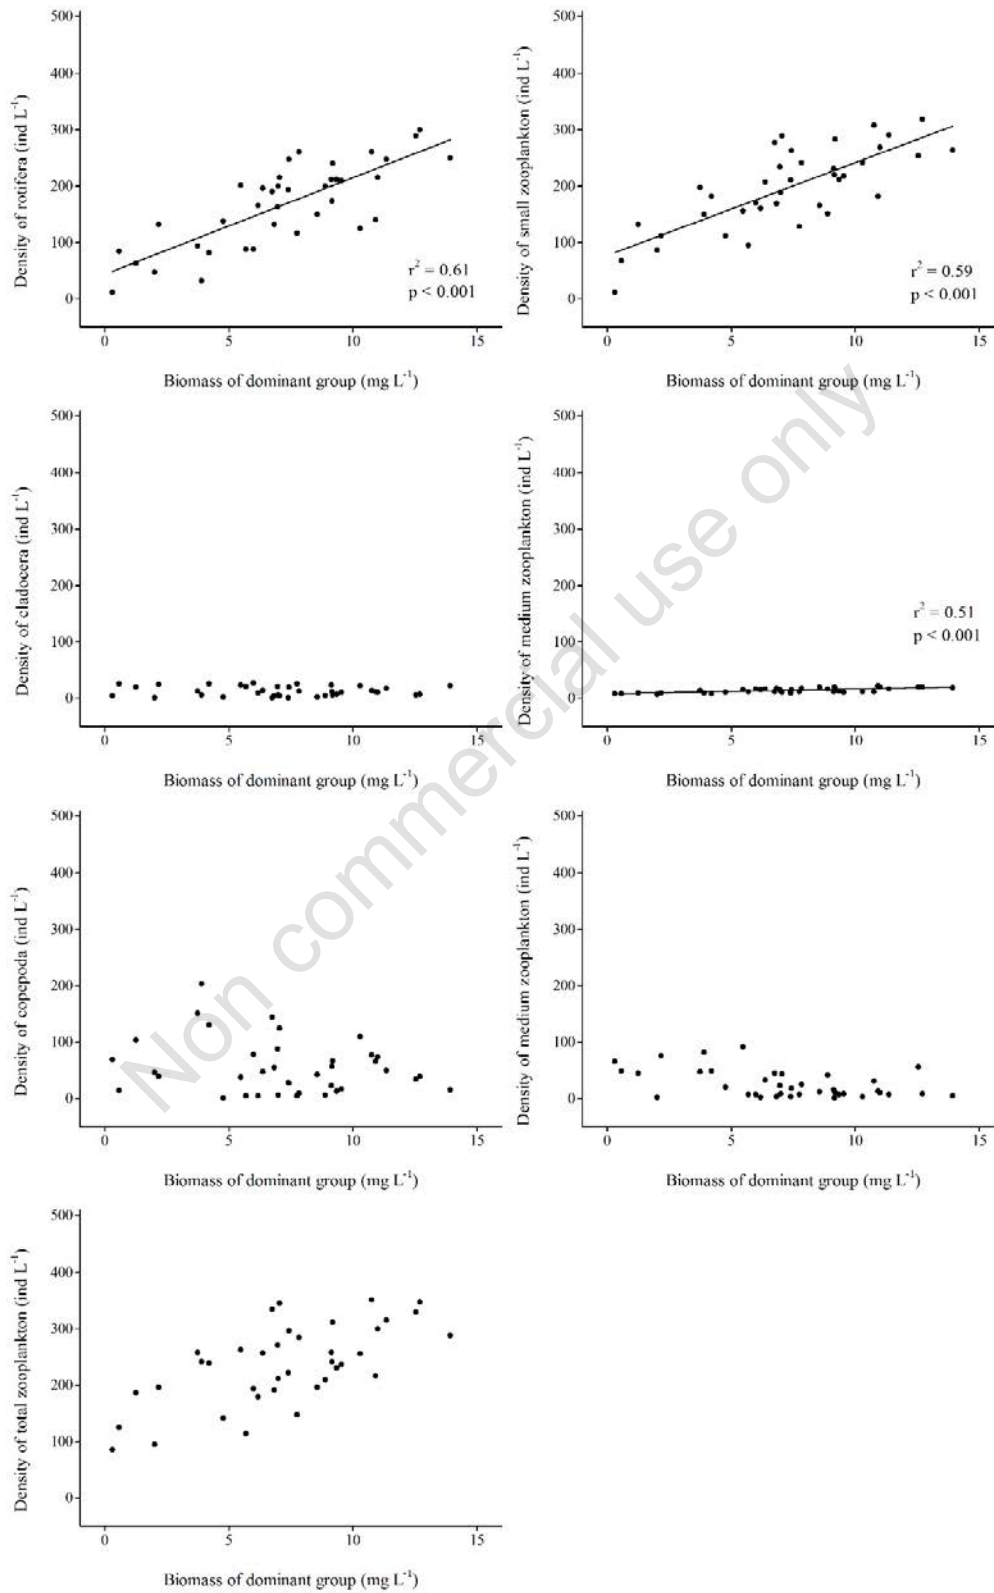 500
400
300
200
100
0
Density of rotifera (ind L⁻¹)
r² = 0.61
p < 0.001
0 5 10 15
Biomass of dominant group (mg L⁻¹)
500
400
300
200
100
0
Density of small zooplankton (ind L⁻¹)
r² = 0.59
p < 0.001
0 5 10 15
Biomass of dominant group (mg L⁻¹)
500
400
300
200
100
0
Density of cladocera (ind L⁻¹)
0 5 10 15
Biomass of dominant group (mg L⁻¹)
500
400
300
200
100
0
Density of medium zooplankton (ind L⁻¹)
r² = 0.51
p < 0.001
0 5 10 15
Biomass of dominant group (mg L⁻¹)
500
400
300
200
100
0
Density of copepoda (ind L⁻¹)
0 5 10 15
Biomass of dominant group (mg L⁻¹)
500
400
300
200
100
0
Density of medium zooplankton (ind L⁻¹)
0 5 10 15
Biomass of dominant group (mg L⁻¹)
500
400
300
200
100
0
Density of total zooplankton (ind L⁻¹)
0 5 10 15
Biomass of dominant group (mg L⁻¹)
Non commercial use only